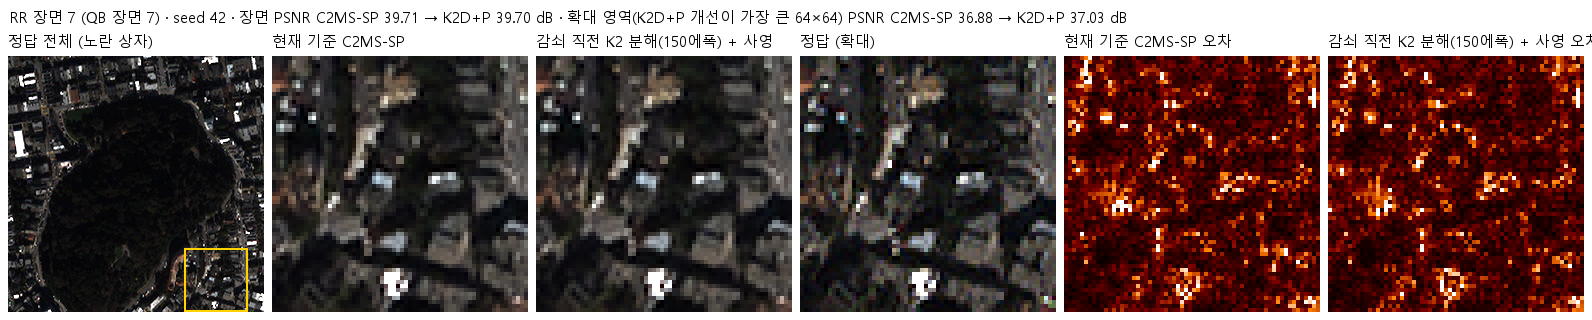 RR 장면 7 (QB 장면 7) · seed 42 · 장면 PSNR C2MS-SP 39.71 → K2D+P 39.70 dB · 확대 영역(K2D+P 개선이 가장 큰 64×64) PSNR C2MS-SP 36.88 → K2D+P 37.03 dB
정답 전체 (노란 상자)
현재 기준 C2MS-SP
감쇠 직전 K2 분해(150에폭) + 사영
정답 (확대)
현재 기준 C2MS-SP 오차
감쇠 직전 K2 분해(150에폭) + 사영 오차